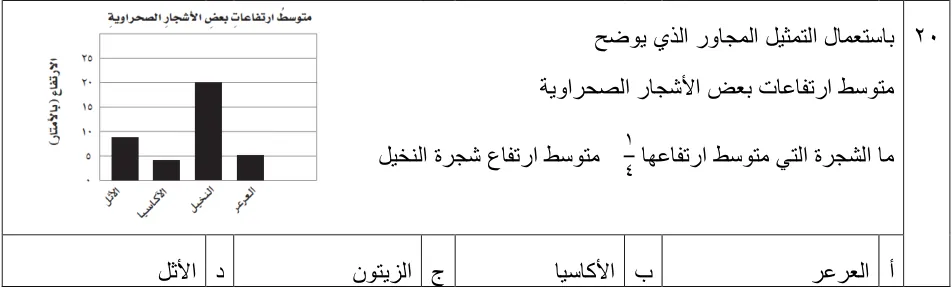 ٢٠
باستعمال التمثيل المجاور الذي يوضح
متوسط ارتفاعات بعض الأشجار الصحراوية
ما الشجرة التي متوسط ارتفاعها ١/٤ متوسط ارتفاع شجرة النخيل
متوسطُ ارتفاعاتِ بعضِ الأشجارِ الصحراويةِ
الارتفاع (بالأمتار)
٢٥
٢٠
١٥
١٠
٥
٠
الأثل
الأكاسيا
النخيل
العرعر
أ العرعر ب الأكاسيا ج الزيتون د الأثل